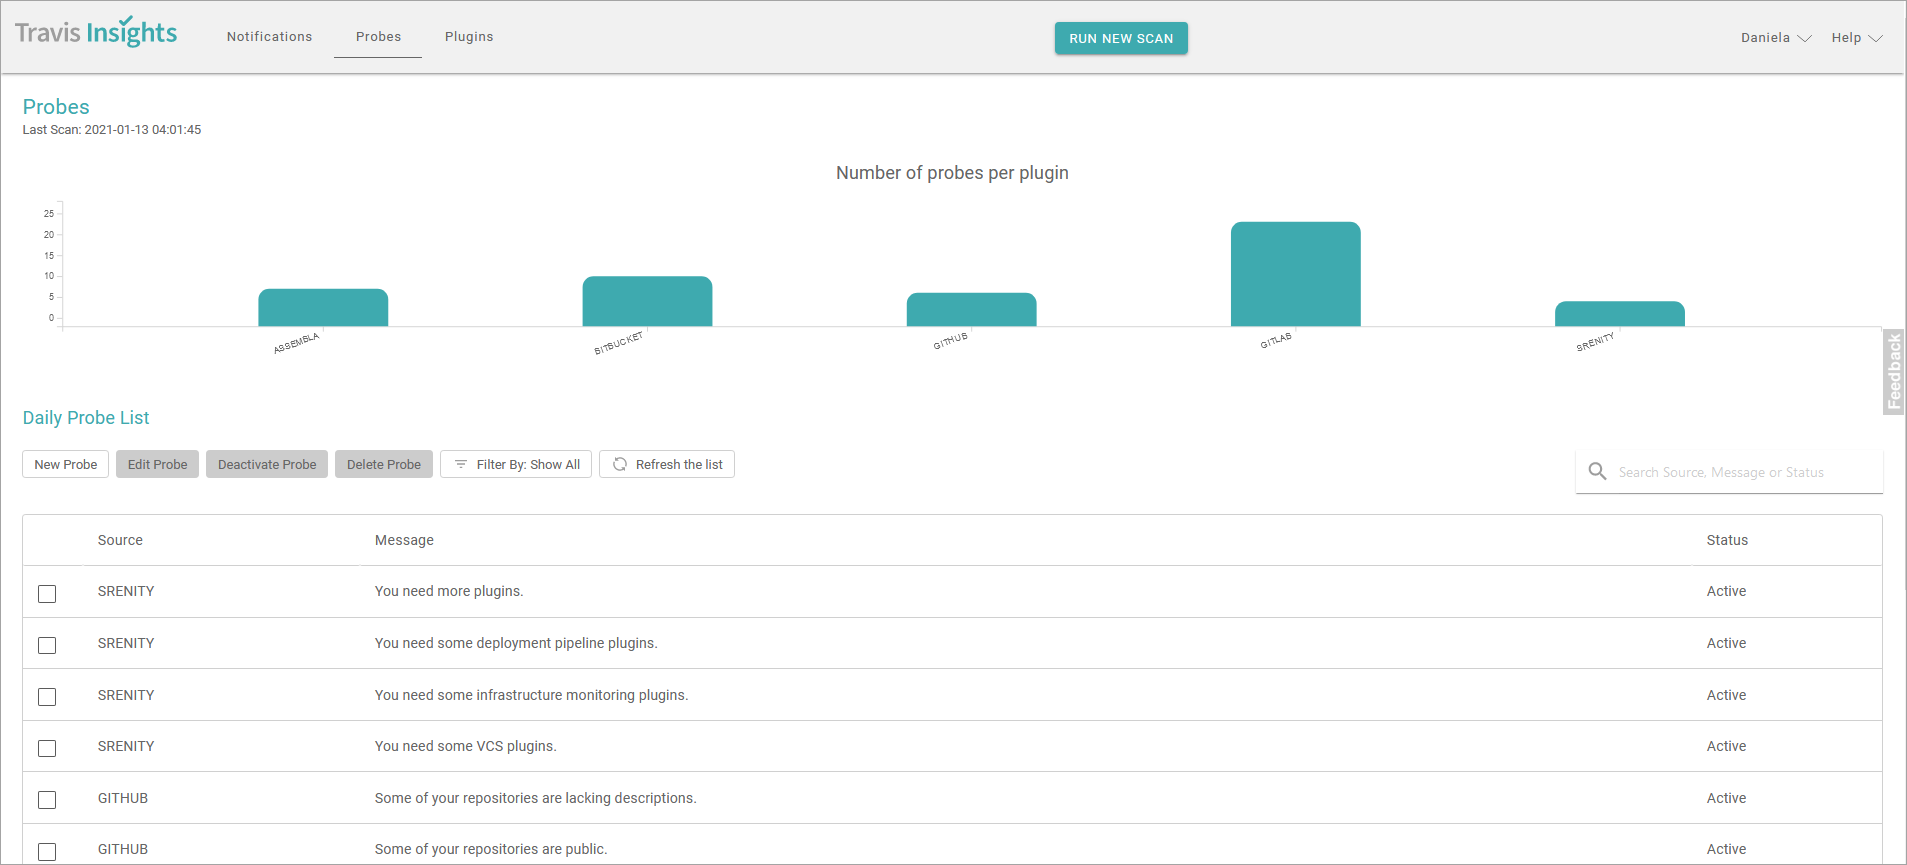 Travis Insights
Notifications
Probes
Plugins
RUN NEW SCAN
Daniela
Help
Probes
Last Scan: 2021-01-13 04:01:45
Number of probes per plugin
25
20
15
10
5
0
ASSEMBLA
BITBUCKET
GITHUB
GITLAB
SRENITY
Feedback
Daily Probe List
New Probe
Edit Probe
Deactivate Probe
Delete Probe
Filter By: Show All
Refresh the list
Search Source, Message or Status
Source Message Status
SRENITY You need more plugins. Active
SRENITY You need some deployment pipeline plugins. Active
SRENITY You need some infrastructure monitoring plugins. Active
SRENITY You need some VCS plugins. Active
GITHUB Some of your repositories are lacking descriptions. Active
GITHUB Some of your repositories are public. Active